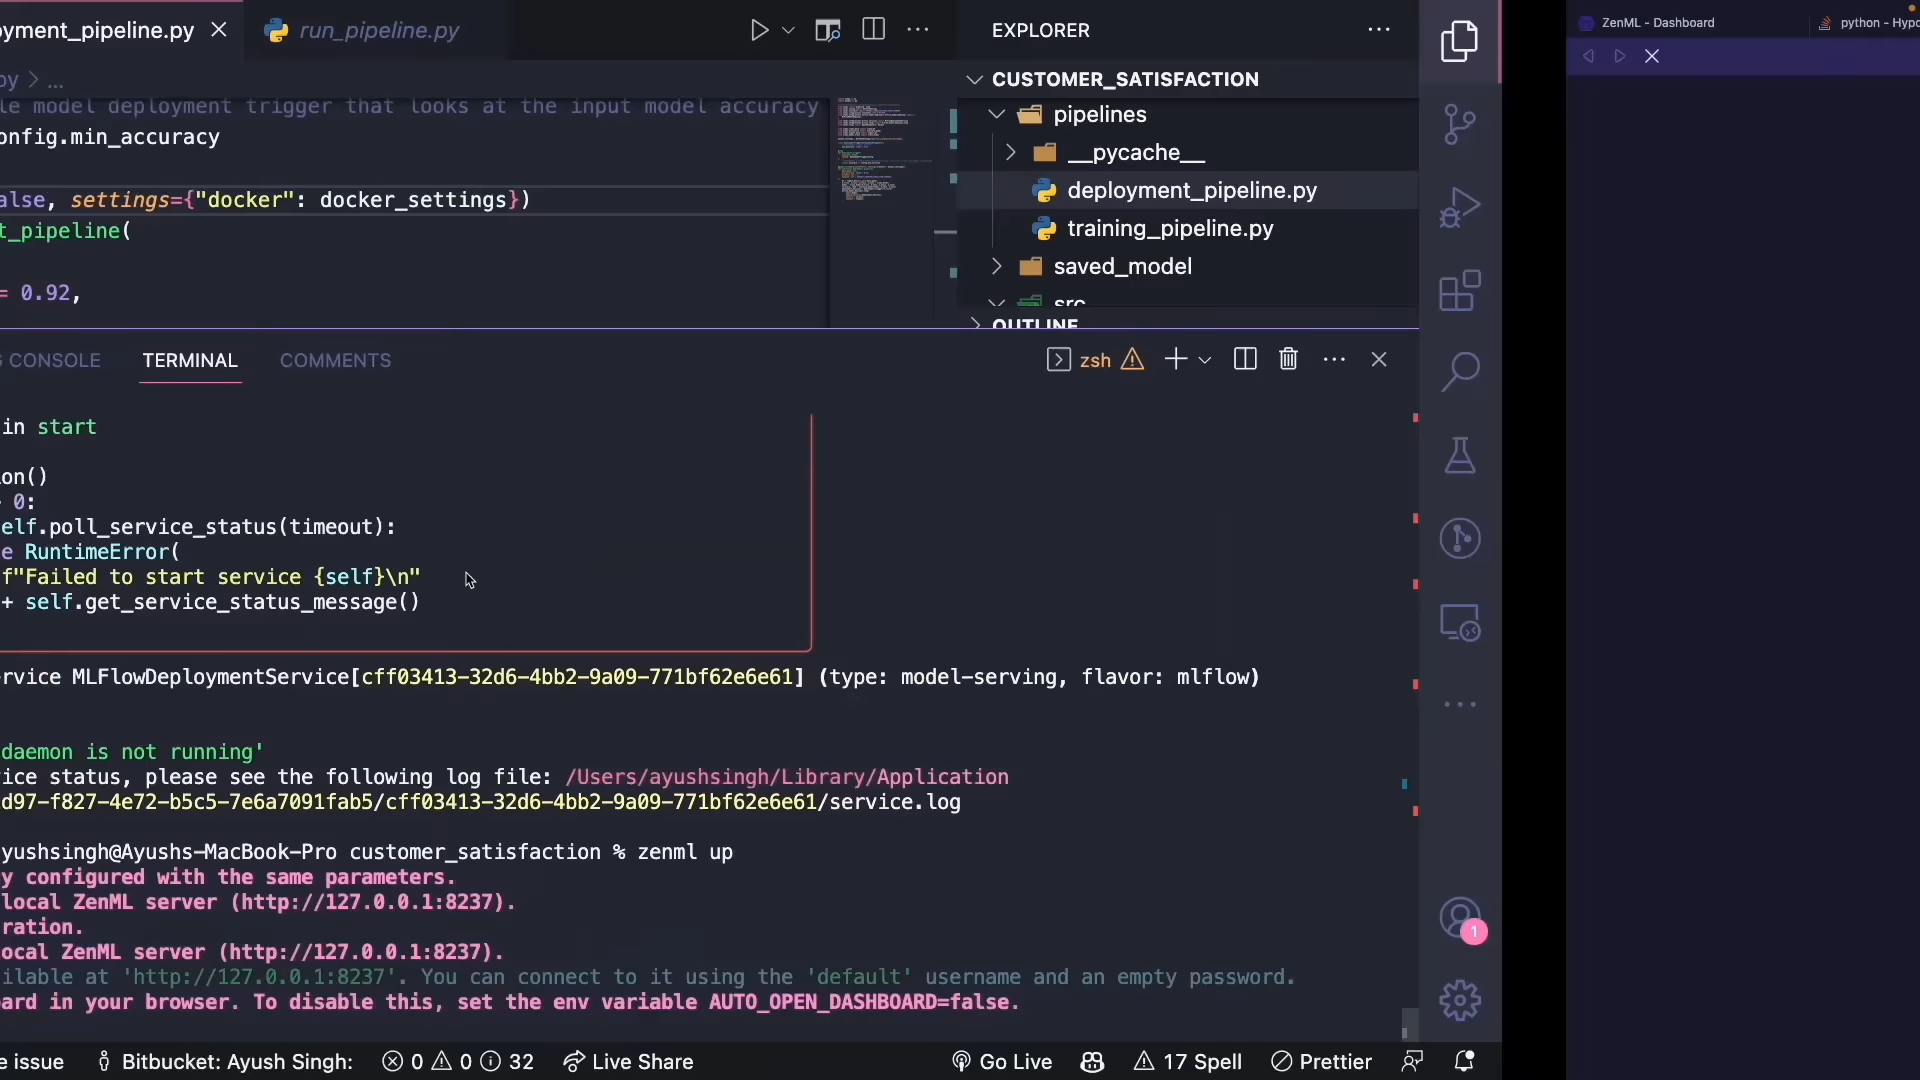 yment_pipeline.py
run_pipeline.py
EXPLORER
ZenML - Dashboard
python - Hypo
py > ...
CUSTOMER_SATISFACTION
le model deployment trigger that looks at the input model accuracy
onfig.min_accuracy
alse, settings={"docker": docker_settings})
t_pipeline(
= 0.92,
pipelines
__pycache__
deployment_pipeline.py
training_pipeline.py
saved_model
src
OUTLINE
CONSOLE
TERMINAL
COMMENTS
zsh
in start
on()
0:
elf.poll_service_status(timeout):
e RuntimeError(
f"Failed to start service {self}\n"
+ self.get_service_status_message()
rvice MLFlowDeploymentService[cff03413-32d6-4bb2-9a09-771bf62e6e61] (type: model-serving, flavor: mlflow)
daemon is not running'
ice status, please see the following log file: /Users/ayushsingh/Library/Application
d97-f827-4e72-b5c5-7e6a7091fab5/cff03413-32d6-4bb2-9a09-771bf62e6e61/service.log
yushsingh@Ayushs-MacBook-Pro customer_satisfaction % zenml up
y configured with the same parameters.
local ZenML server (http://127.0.0.1:8237).
ration.
ocal ZenML server (http://127.0.0.1:8237).
ilable at 'http://127.0.0.1:8237'. You can connect to it using the 'default' username and an empty password.
ard in your browser. To disable this, set the env variable AUTO_OPEN_DASHBOARD=false.
1
e issue
Bitbucket: Ayush Singh:
0 0 32
Live Share
Go Live
17 Spell
Prettier